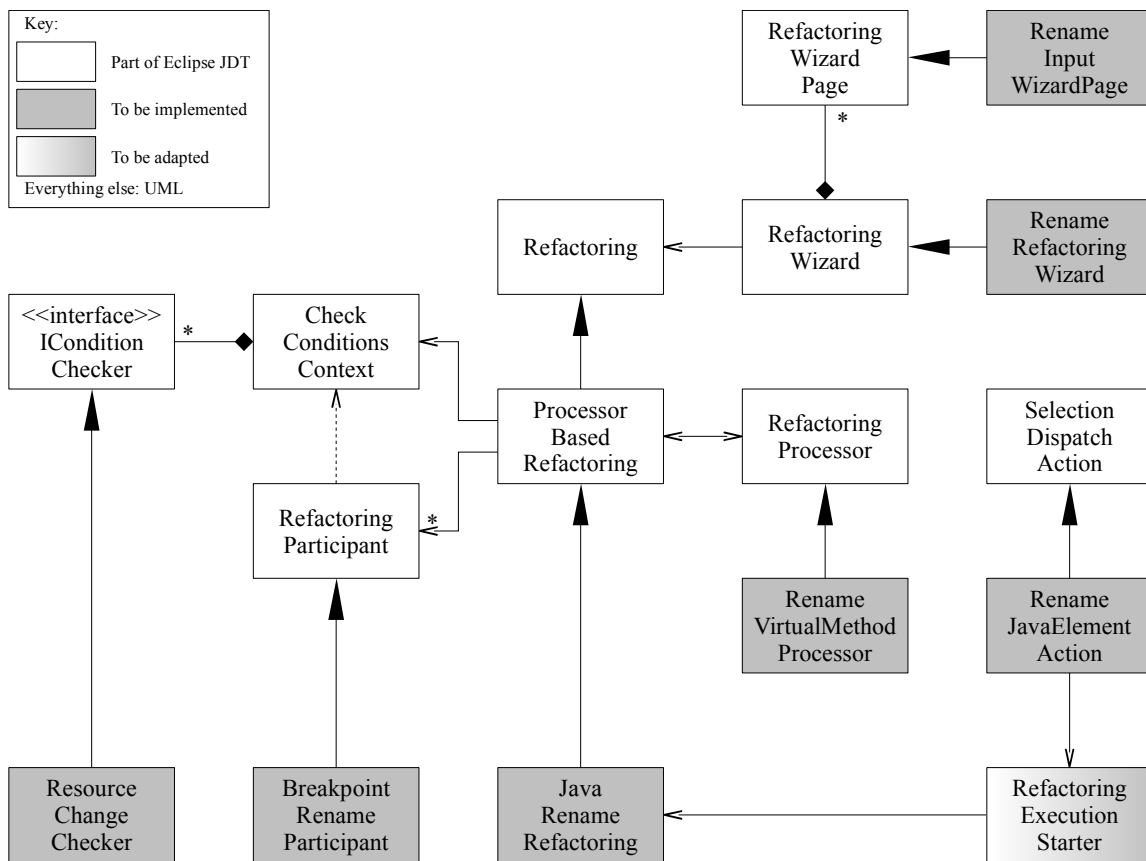 Key:
Part of Eclipse JDT
To be implemented
To be adapted
Everything else: UML
Refactoring
Wizard
Page
Rename
Input
WizardPage
*
Refactoring
Refactoring
Wizard
Rename
Refactoring
Wizard
<<interface>>
ICondition
Checker
*
Check
Conditions
Context
Processor
Based
Refactoring
Refactoring
Processor
Selection
Dispatch
Action
Refactoring
Participant
*
Rename
VirtualMethod
Processor
Rename
JavaElement
Action
Resource
Change
Checker
Breakpoint
Rename
Participant
Java
Rename
Refactoring
Refactoring
Execution
Starter